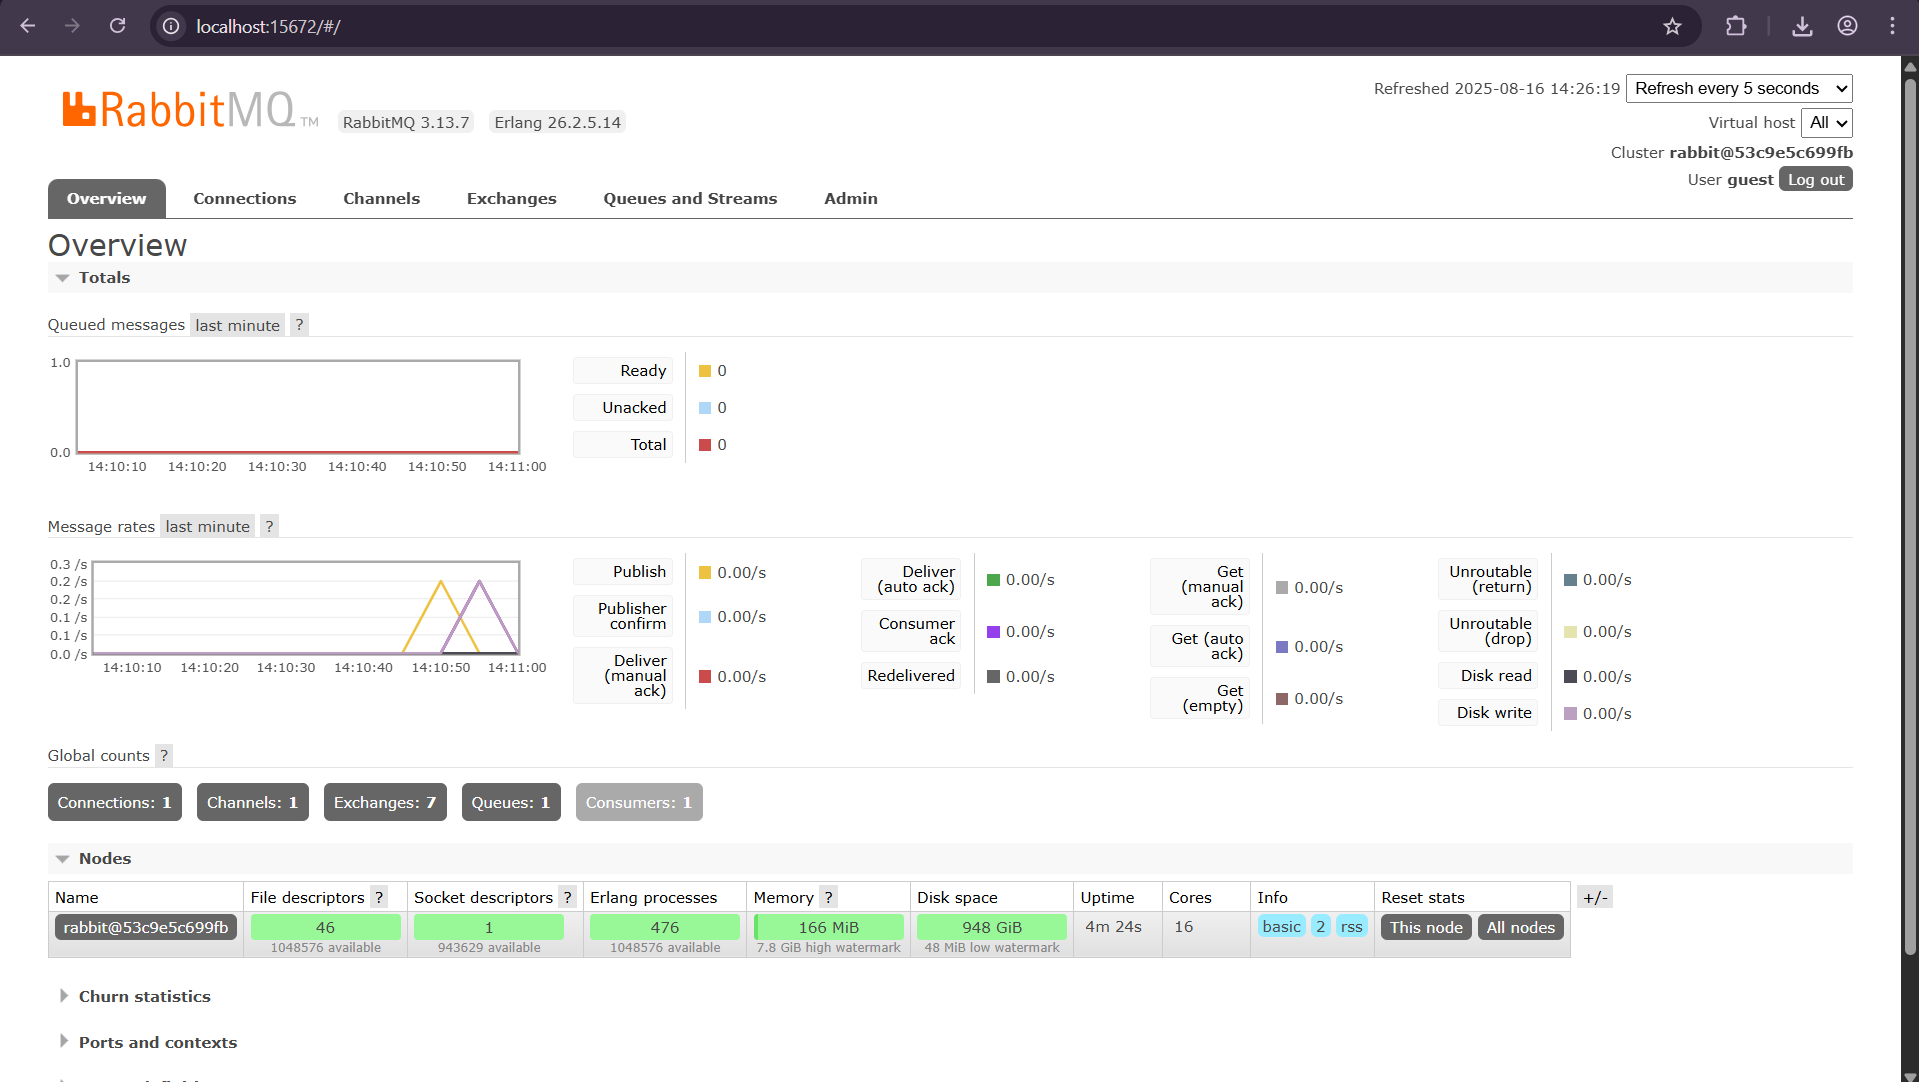 localhost:15672/#/
RabbitMQ TM
RabbitMQ 3.13.7
Erlang 26.2.5.14
Refreshed 2025-08-16 14:26:19
Refresh every 5 seconds
Virtual host All
Cluster rabbit@53c9e5c699fb
User guest Log out
Overview
Connections
Channels
Exchanges
Queues and Streams
Admin
Overview
Totals
Queued messages last minute ?
1.0
0.0
14:10:10 14:10:20 14:10:30 14:10:40 14:10:50 14:11:00
Ready 0
Unacked 0
Total 0
Message rates last minute ?
0.3 /s
0.2 /s
0.2 /s
0.1 /s
0.1 /s
0.0 /s
14:10:10 14:10:20 14:10:30 14:10:40 14:10:50 14:11:00
Publish 0.00/s
Publisher
confirm 0.00/s
Deliver
(manual
ack) 0.00/s
Deliver
(auto ack) 0.00/s
Consumer
ack 0.00/s
Redelivered 0.00/s
Get
(manual
ack) 0.00/s
Get (auto
ack) 0.00/s
Get
(empty) 0.00/s
Unroutable
(return) 0.00/s
Unroutable
(drop) 0.00/s
Disk read 0.00/s
Disk write 0.00/s
Global counts ?
Connections: 1
Channels: 1
Exchanges: 7
Queues: 1
Consumers: 1
Nodes
Name File descriptors ? Socket descriptors ? Erlang processes Memory ? Disk space Uptime Cores Info Reset stats +/-
rabbit@53c9e5c699fb 46 1 476 166 MiB 948 GiB 4m 24s 16 basic 2 rss This node All nodes
1048576 available 943629 available 1048576 available 7.8 GiB high watermark 48 MiB low watermark
Churn statistics
Ports and contexts